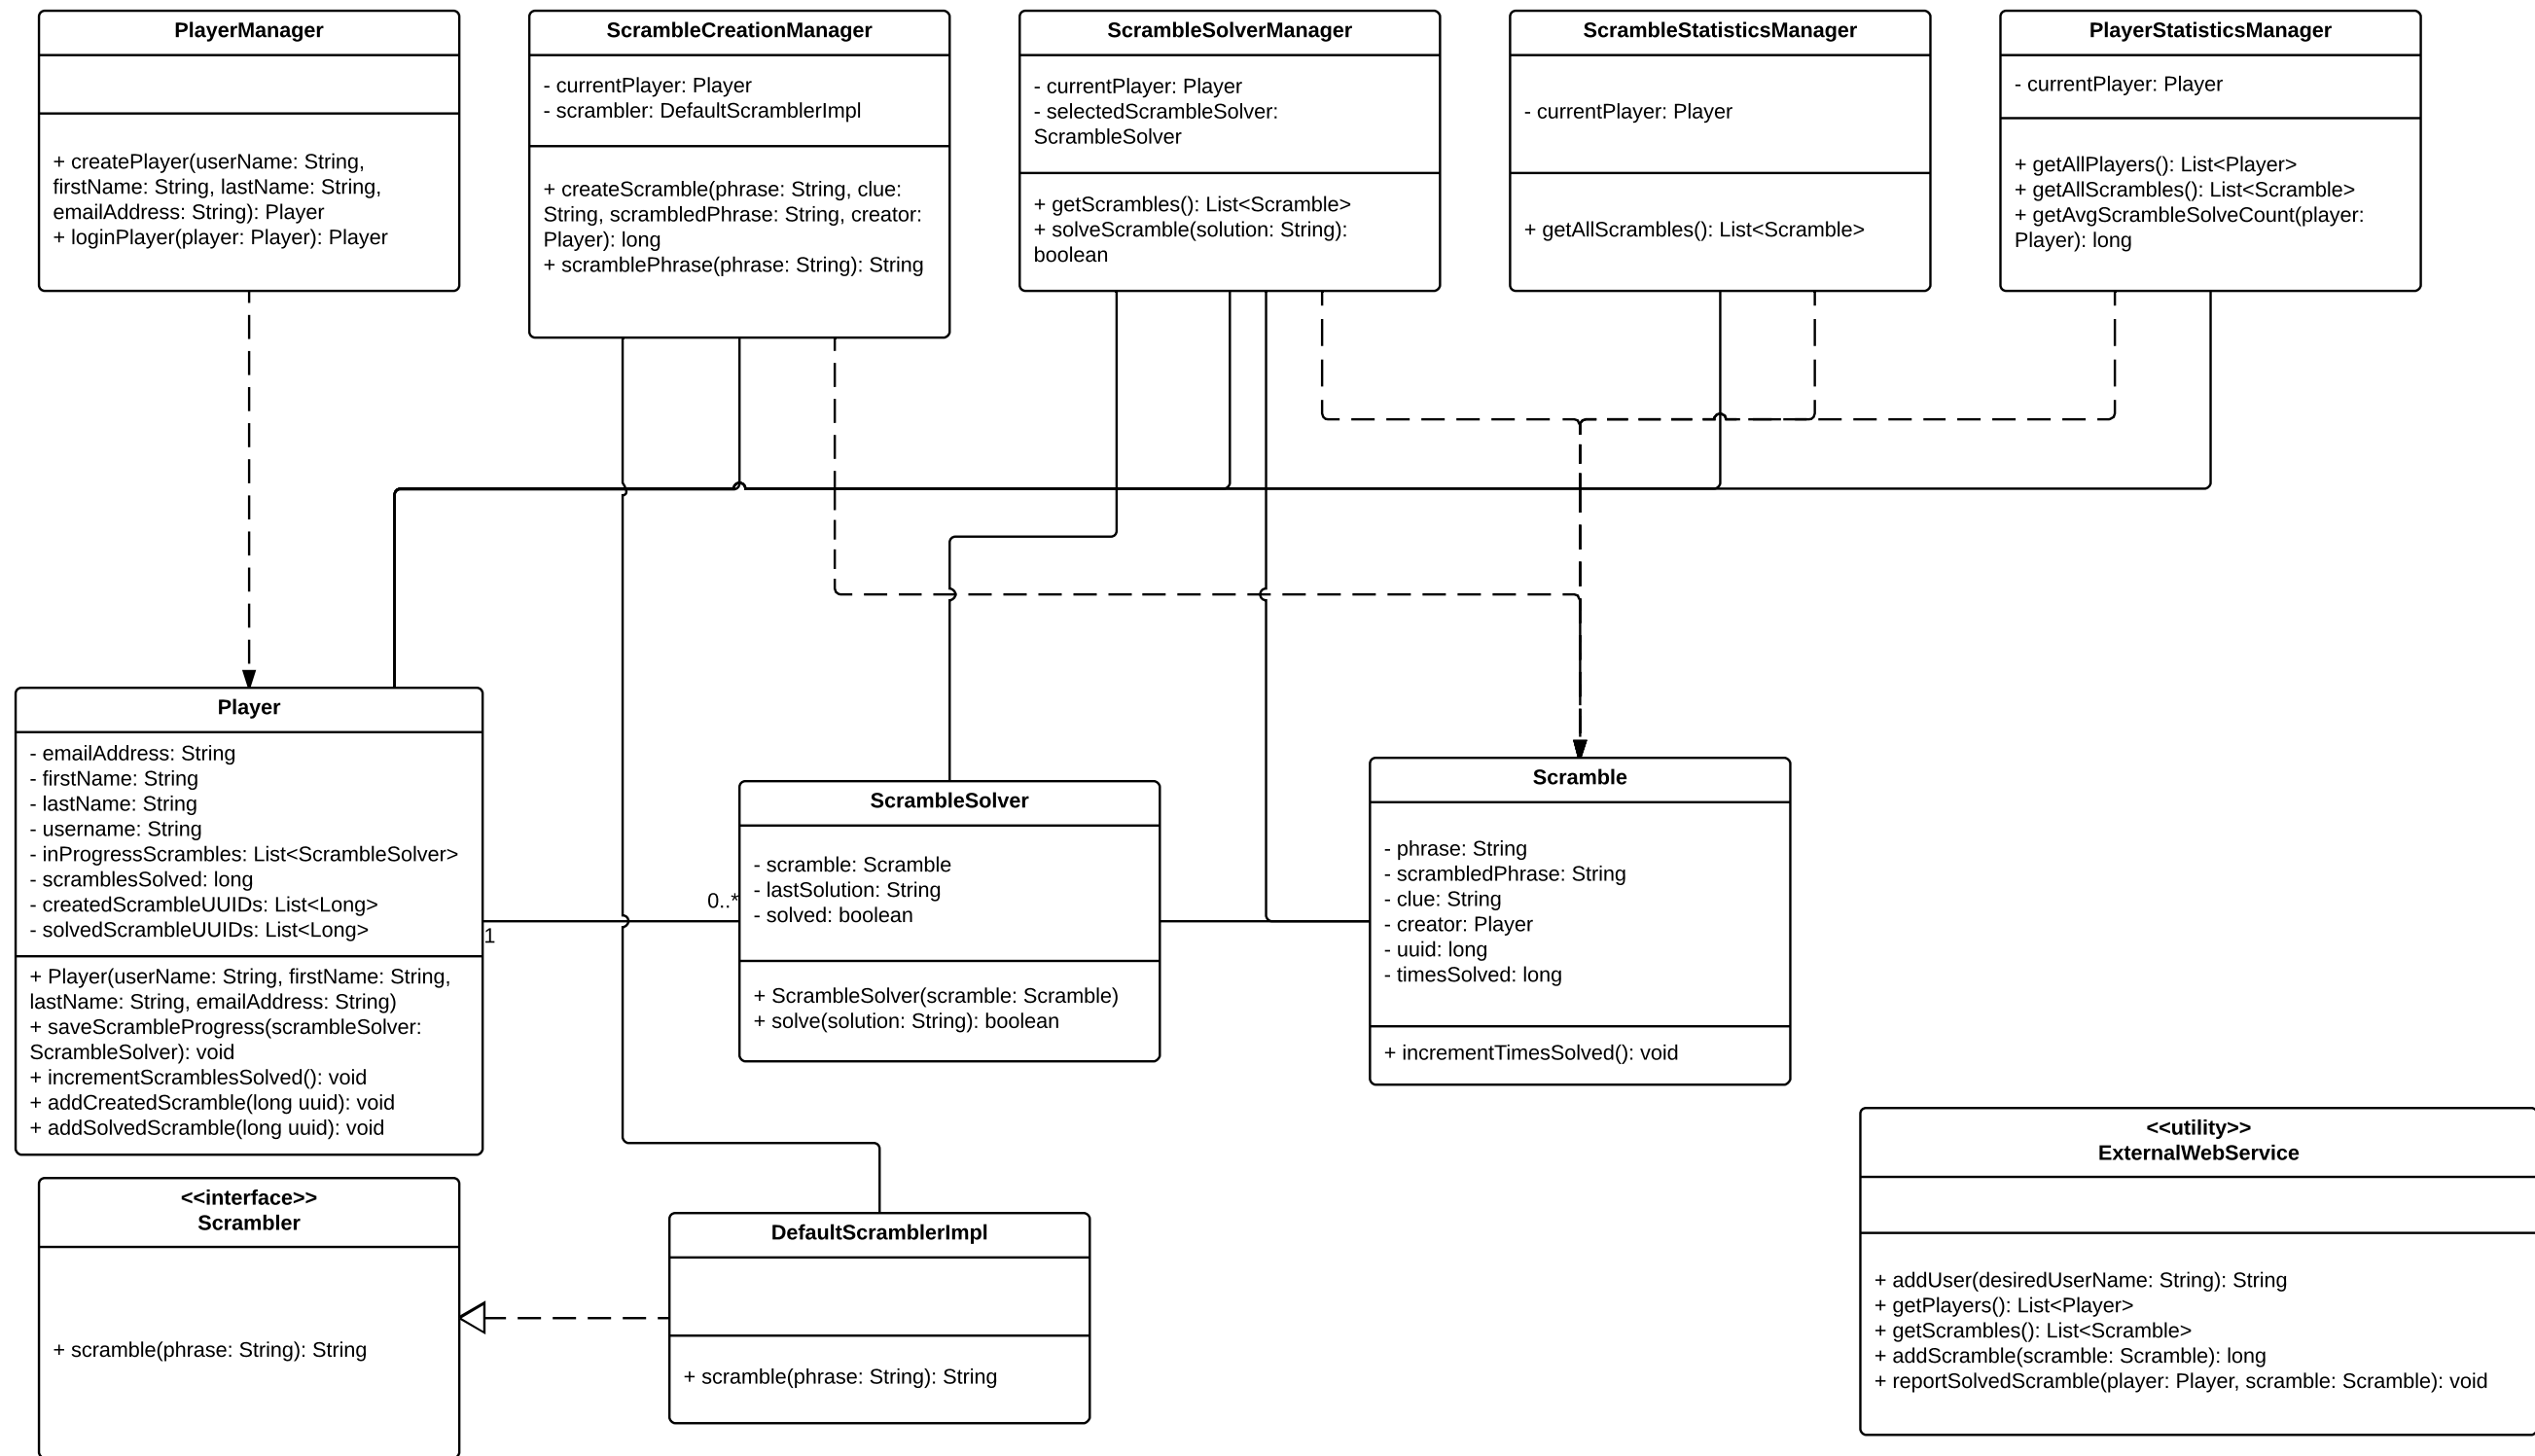 PlayerManager
+ createPlayer(userName: String,
firstName: String, lastName: String,
emailAddress: String): Player
+ loginPlayer(player: Player): Player
ScrambleCreationManager
- currentPlayer: Player
- scrambler: DefaultScramblerImpl
+ createScramble(phrase: String, clue:
String, scrambledPhrase: String, creator:
Player): long
+ scramblePhrase(phrase: String): String
ScrambleSolverManager
- currentPlayer: Player
- selectedScrambleSolver:
ScrambleSolver
+ getScrambles(): List<Scramble>
+ solveScramble(solution: String):
boolean
ScrambleStatisticsManager
- currentPlayer: Player
+ getAllScrambles(): List<Scramble>
PlayerStatisticsManager
- currentPlayer: Player
+ getAllPlayers(): List<Player>
+ getAllScrambles(): List<Scramble>
+ getAvgScrambleSolveCount(player:
Player): long
Player
- emailAddress: String
- firstName: String
- lastName: String
- username: String
- inProgressScrambles: List<ScrambleSolver>
- scramblesSolved: long
- createdScrambleUUIDs: List<Long>
- solvedScrambleUUIDs: List<Long>
+ Player(userName: String, firstName: String,
lastName: String, emailAddress: String)
+ saveScrambleProgress(scrambleSolver:
ScrambleSolver): void
+ incrementScramblesSolved(): void
+ addCreatedScramble(long uuid): void
+ addSolvedScramble(long uuid): void
1
0..*
ScrambleSolver
- scramble: Scramble
- lastSolution: String
- solved: boolean
+ ScrambleSolver(scramble: Scramble)
+ solve(solution: String): boolean
Scramble
- phrase: String
- scrambledPhrase: String
- clue: String
- creator: Player
- uuid: long
- timesSolved: long
+ incrementTimesSolved(): void
<<interface>>
Scrambler
+ scramble(phrase: String): String
DefaultScramblerImpl
+ scramble(phrase: String): String
<<utility>>
ExternalWebService
+ addUser(desiredUserName: String): String
+ getPlayers(): List<Player>
+ getScrambles(): List<Scramble>
+ addScramble(scramble: Scramble): long
+ reportSolvedScramble(player: Player, scramble: Scramble): void